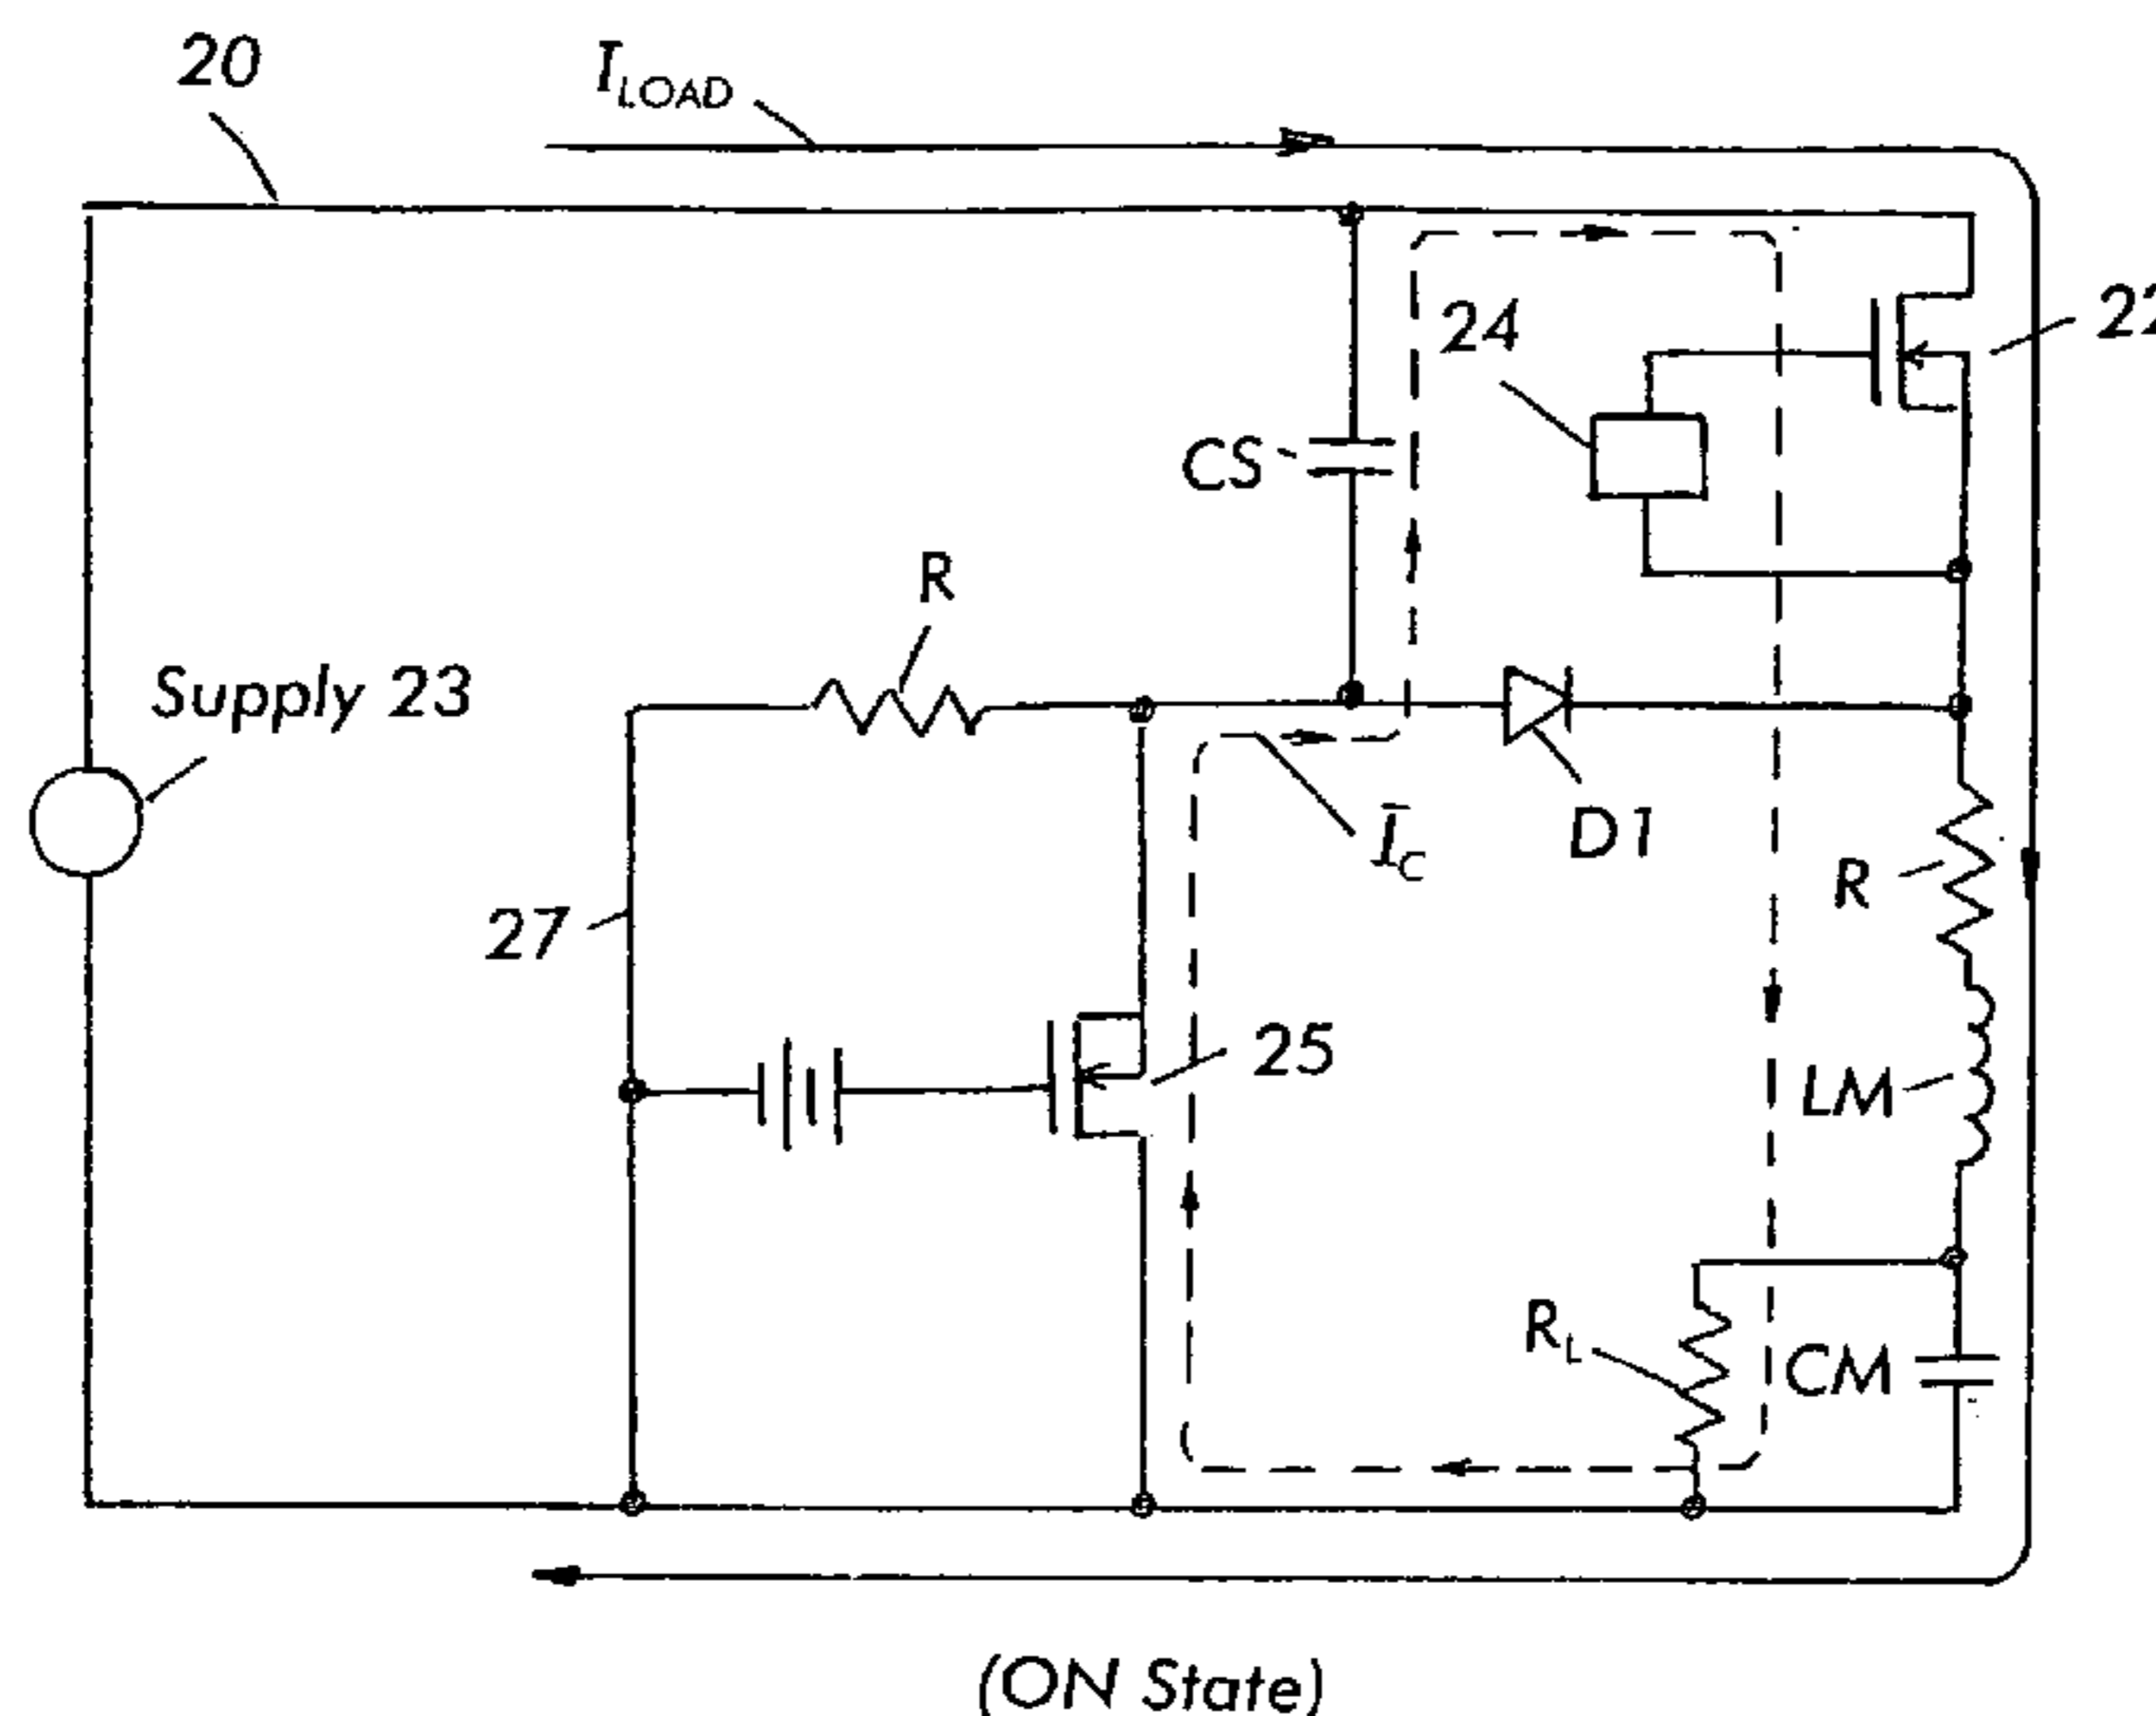 20
I_LOAD
22
24
CS
R
Supply 23
I_C
D1
R
27
25
LM
R_L
CM
(ON State)